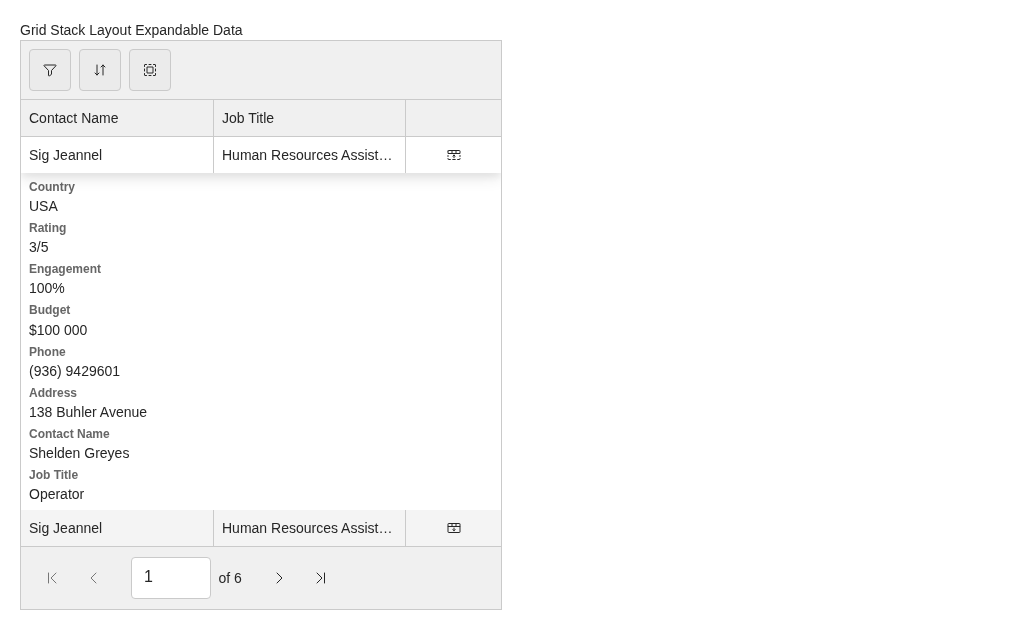 Grid Stack Layout Expandable Data
Contact Name Job Title
Sig Jeannel Human Resources Assist…
Country
USA
Rating
3/5
Engagement
100%
Budget
$100 000
Phone
(936) 9429601
Address
138 Buhler Avenue
Contact Name
Shelden Greyes
Job Title
Operator
Sig Jeannel Human Resources Assist…
1 of 6